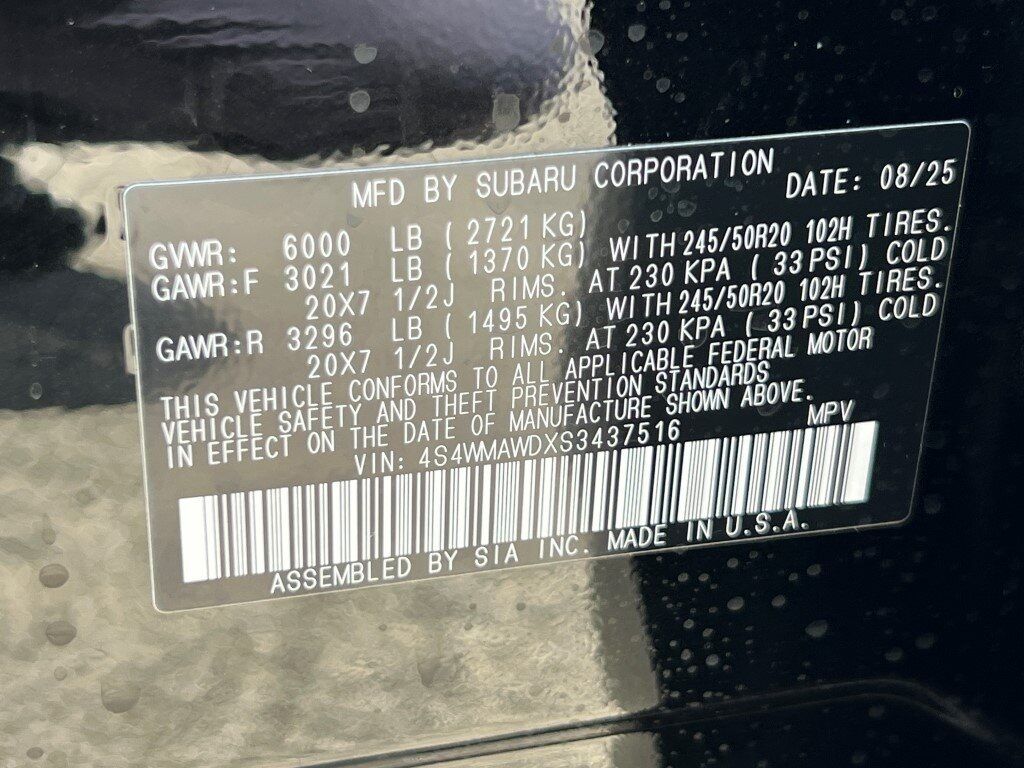 MFD BY SUBARU CORPORATION DATE: 08/25
GVWR: 6000 LB ( 2721 KG)
GAWR:F 3021 LB ( 1370 KG) WITH 245/50R20 102H TIRES.
20X7 1/2J RIMS. AT 230 KPA ( 33 PSI) COLD
GAWR:R 3296 LB ( 1495 KG) WITH 245/50R20 102H TIRES.
20X7 1/2J RIMS. AT 230 KPA ( 33 PSI) COLD
THIS VEHICLE CONFORMS TO ALL APPLICABLE FEDERAL MOTOR
VEHICLE SAFETY AND THEFT PREVENTION STANDARDS
IN EFFECT ON THE DATE OF MANUFACTURE SHOWN ABOVE.
VIN: 4S4WMAWDXS3437516 MPV
ASSEMBLED BY SIA INC. MADE IN U.S.A.